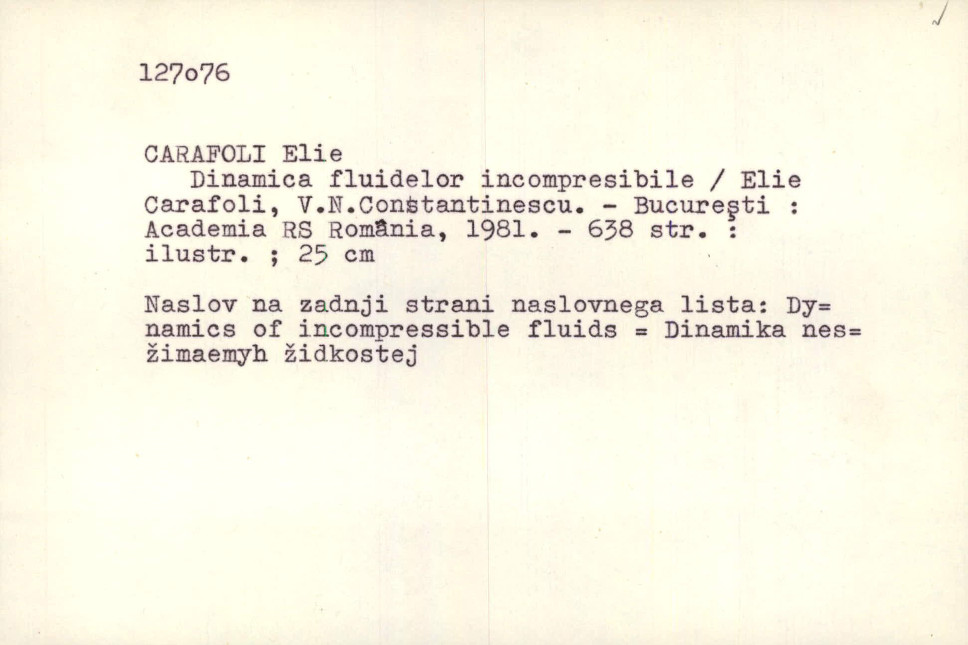 127o76
CARAFOLI Elie
Dinamica fluidelor incompresibile / Elie
Carafoli, V.N.Constantinescu. - Bucureşti :
Academia RS România, 1981. - 638 str. :
ilustr. ; 25 cm
Naslov na zadnji strani naslovnega lista: Dy=
namics of incompressible fluids = Dinamika nes=
žimaemyh židkostej